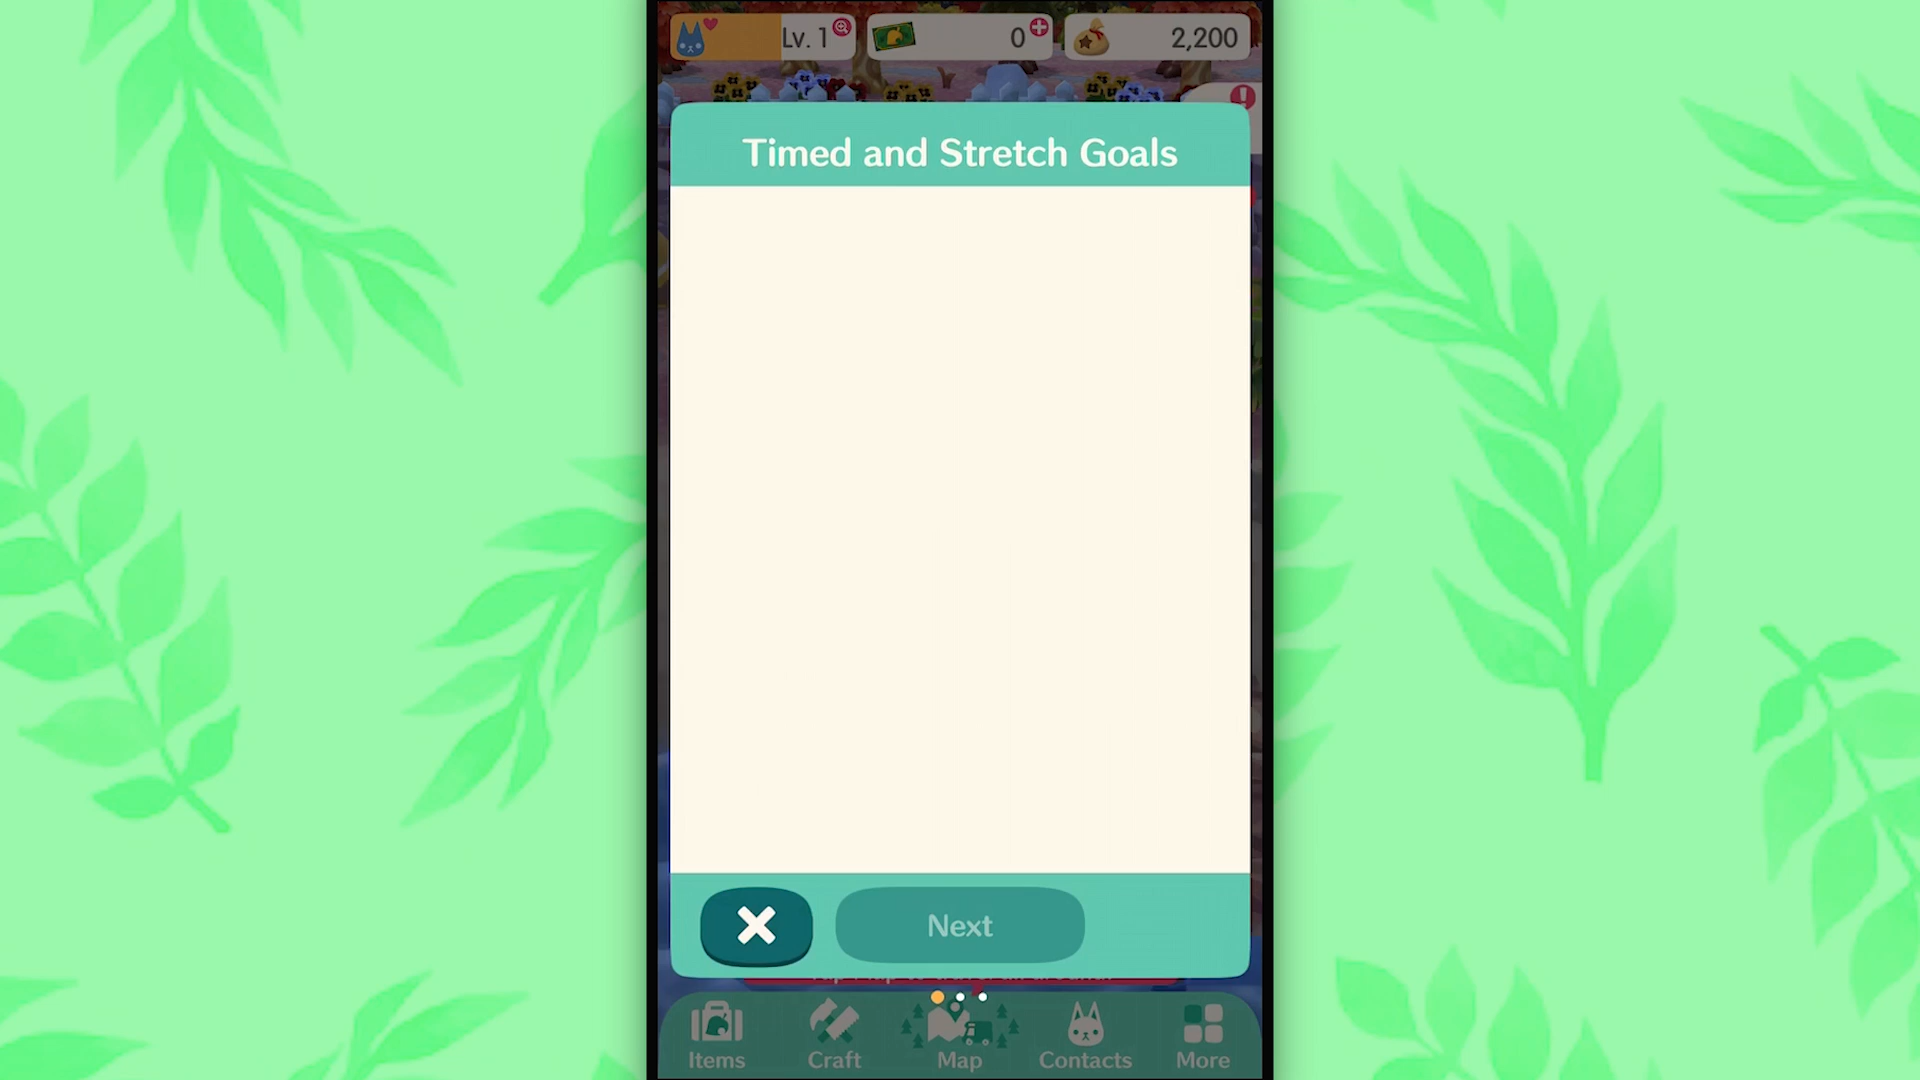 Lv. 1
0
2,200
Timed and Stretch Goals
Next
Items
Craft
Map
Contacts
More